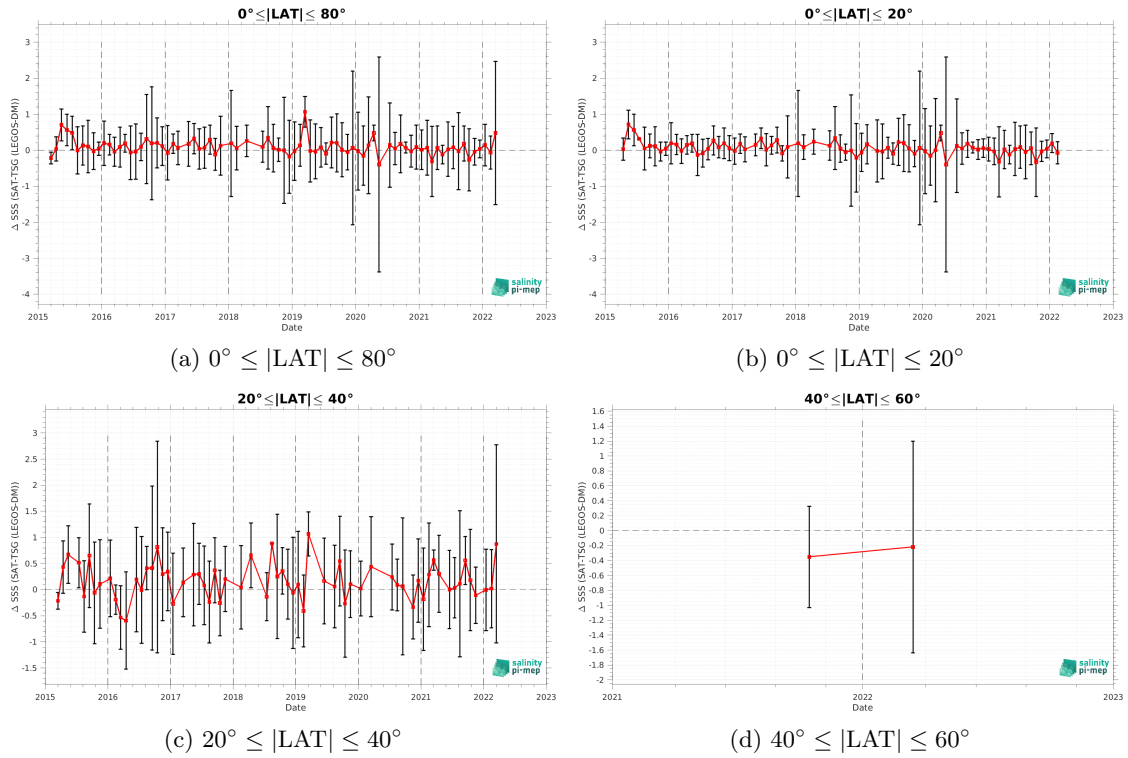 0°≤|LAT|≤ 80°
Δ SSS (SAT-TSG (LEGOS-DM))
3
2
1
0
-1
-2
-3
-4
2015 2016 2017 2018 2019 2020 2021 2022 2023
Date
salinity
pi-mep
(a) 0° ≤ |LAT| ≤ 80°
0°≤|LAT|≤ 20°
Δ SSS (SAT-TSG (LEGOS-DM))
3
2
1
0
-1
-2
-3
-4
2015 2016 2017 2018 2019 2020 2021 2022 2023
Date
salinity
pi-mep
(b) 0° ≤ |LAT| ≤ 20°
20°≤|LAT|≤ 40°
Δ SSS (SAT-TSG (LEGOS-DM))
3
2.5
2
1.5
1
0.5
0
-0.5
-1
-1.5
2015 2016 2017 2018 2019 2020 2021 2022 2023
Date
salinity
pi-mep
(c) 20° ≤ |LAT| ≤ 40°
40°≤|LAT|≤ 60°
Δ SSS (SAT-TSG (LEGOS-DM))
1.6
1.4
1.2
1
0.8
0.6
0.4
0.2
0
-0.2
-0.4
-0.6
-0.8
-1
-1.2
-1.4
-1.6
-1.8
-2
2021 2022 2023
Date
salinity
pi-mep
(d) 40° ≤ |LAT| ≤ 60°